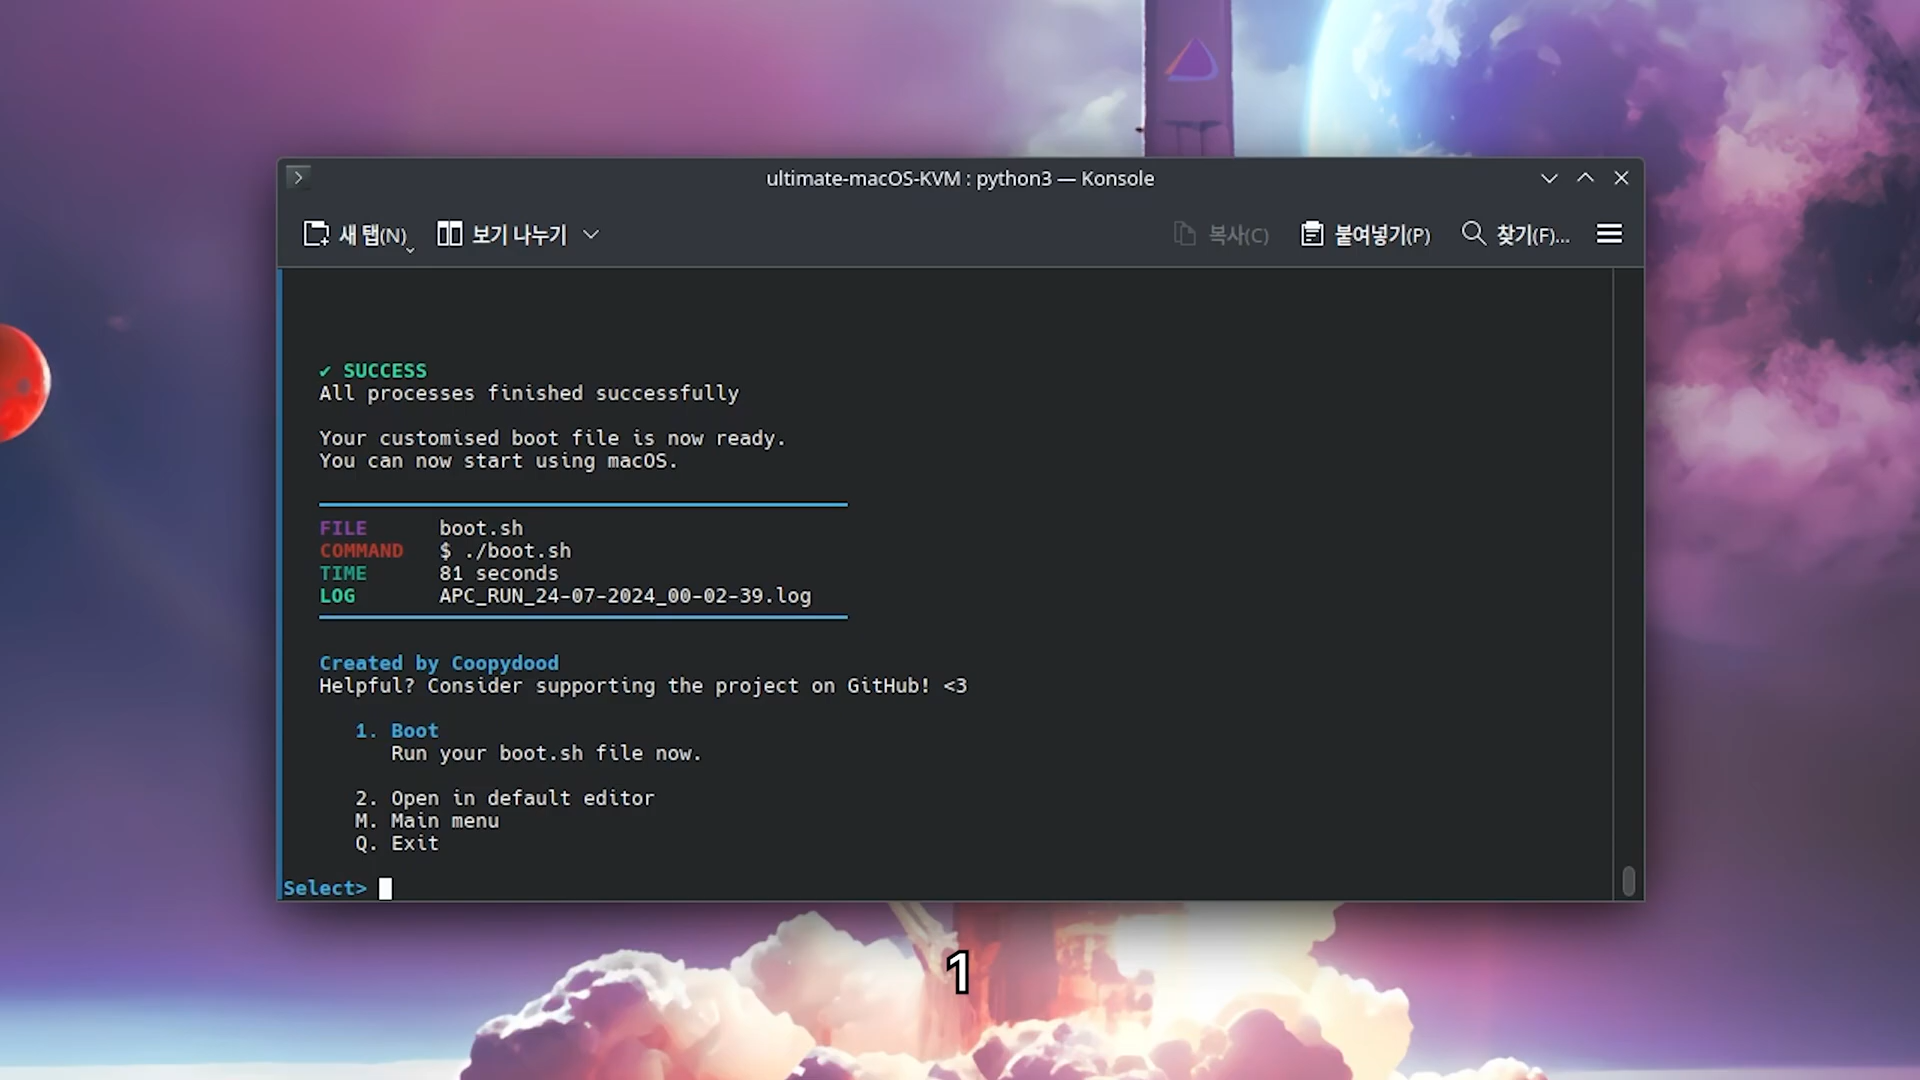 ultimate-macOS-KVM : python3 — Konsole
새 탭(N) 보기 나누기 복사(C) 붙여넣기(P) 찾기(F)...
✔ SUCCESS
All processes finished successfully
Your customised boot file is now ready.
You can now start using macOS.
FILE boot.sh
COMMAND $ ./boot.sh
TIME 81 seconds
LOG APC_RUN_24-07-2024_00-02-39.log
Created by Coopydood
Helpful? Consider supporting the project on GitHub! <3
1. Boot
Run your boot.sh file now.
2. Open in default editor
M. Main menu
Q. Exit
Select>
1